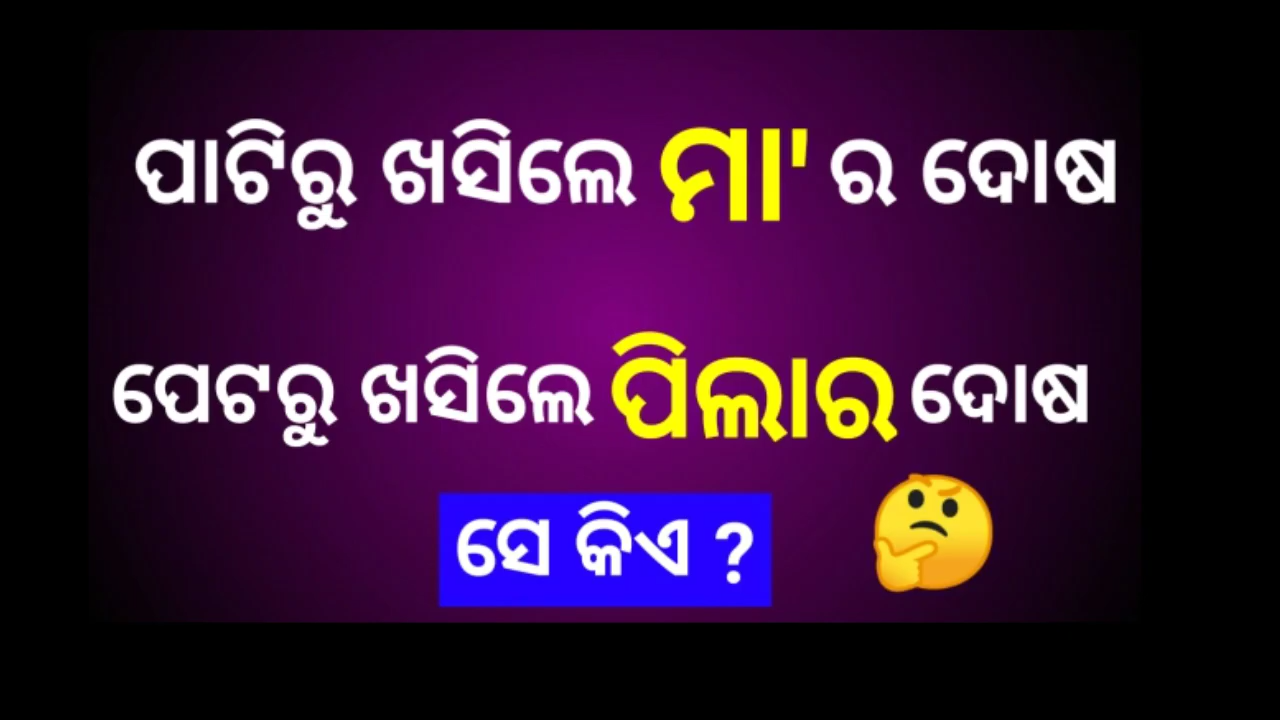 ପାଟିରୁ ଖସିଲେ ମା' ର ଦୋଷ
ପେଟରୁ ଖସିଲେ ପିଲାର ଦୋଷ
ସେ କିଏ ?